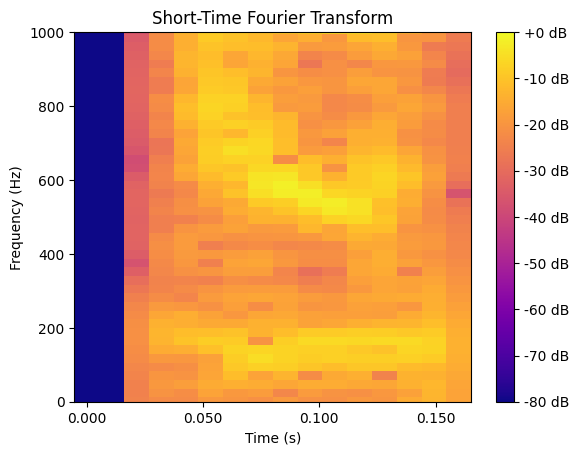 Short-Time Fourier Transform
1000
800
600
400
200
0
Frequency (Hz)
0.000
0.050
0.100
0.150
Time (s)
+0 dB
-10 dB
-20 dB
-30 dB
-40 dB
-50 dB
-60 dB
-70 dB
-80 dB